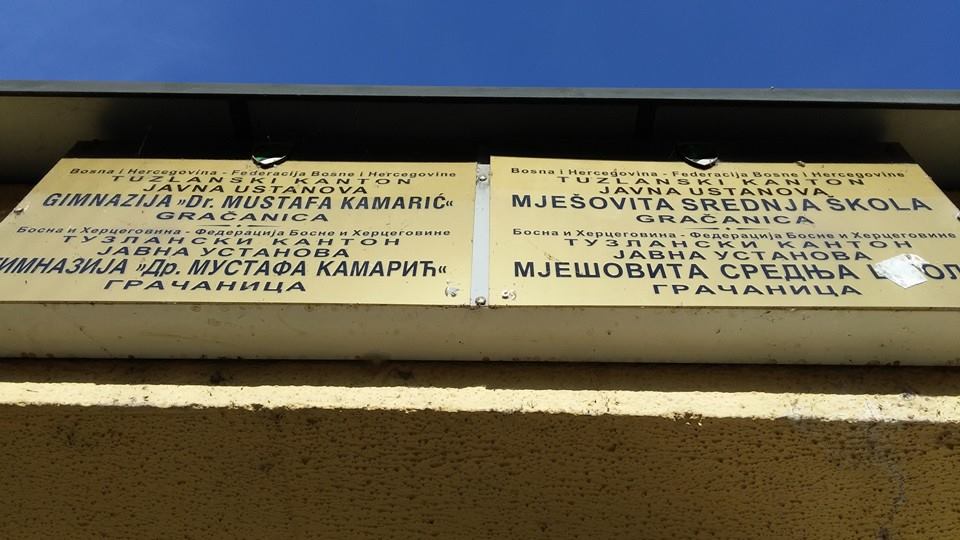 Bosna i Hercegovina - Federacija Bosne i Hercegovine
TUZLANSKI KANTON
JAVNA USTANOVA
GIMNAZIJA »Dr. MUSTAFA KAMARIĆ«
GRAČANICA
Босна и Херцеговина - Федерација Босне и Херцеговине
ТУЗЛАНСКИ КАНТОН
ЈАВНА УСТАНОВА
ГИМНАЗИЈА »Др. МУСТАФА КАМАРИЋ«
ГРАЧАНИЦА
Bosna i Hercegovina - Federacija Bosne i Hercegovine
TUZLANSKI KANTON
JAVNA USTANOVA
MJEŠOVITA SREDNJA ŠKOLA
GRAČANICA
Босна и Херцеговина - Федерација Босне и Херцеговине
ТУЗЛАНСКИ КАНТОН
ЈАВНА УСТАНОВА
МЈЕШОВИТА СРЕДЊА
ГРАЧАНИЦА